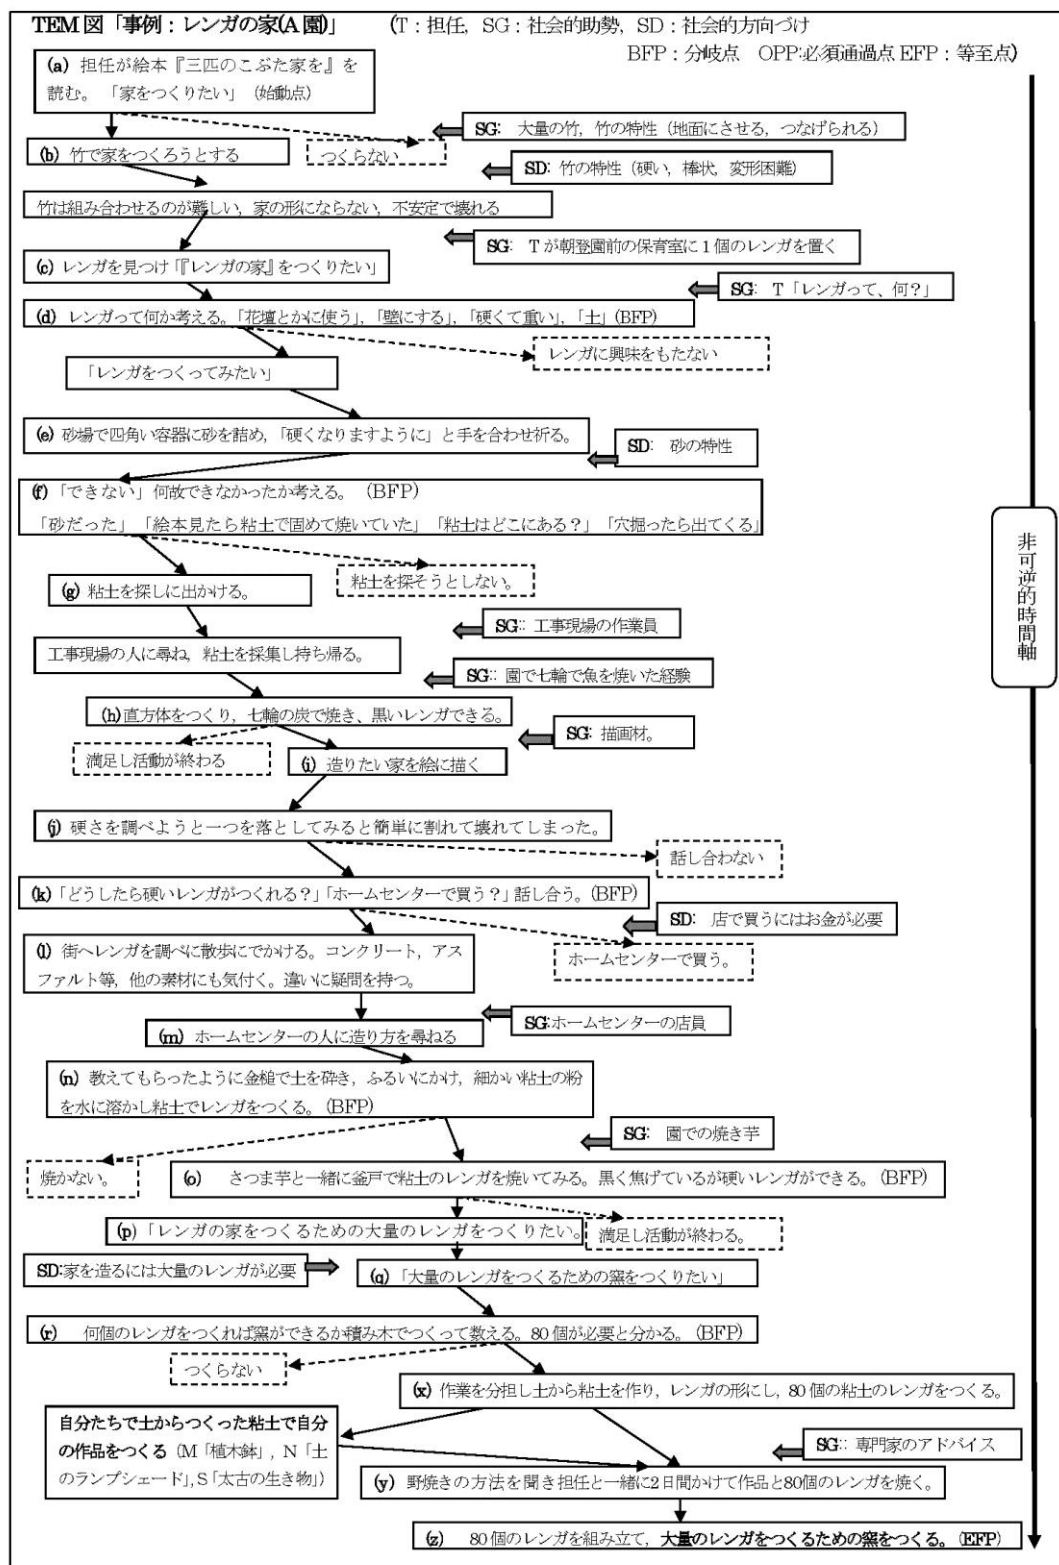 TEM図「事例：レンガの家(A園)」 (T：担任, SG：社会的助勢, SD：社会的方向づけ
BFP：分岐点 OPP:必須通過点 EFP：等至点)
(a) 担任が絵本『三匹のこぶた家を』を
読む。「家をつくりたい」(始動点)
SG: 大量の竹, 竹の特性（地面にさせる, つなげられる）
(b) 竹で家をつくろうとする
つくらない
SD: 竹の特性（硬い, 棒状, 変形困難）
竹は組み合わせるのが難しい, 家の形にならない, 不安定で壊れる
SG: Tが朝登園前の保育室に1個のレンガを置く
(c) レンガを見つけ「『レンガの家』をつくりたい」
SG: T「レンガって、何？」
(d) レンガって何か考える。「花壇とかに使う」,「壁にする」,「硬くて重い」,「土」(BFP)
レンガに興味をもたない
「レンガをつくってみたい」
(e) 砂場で四角い容器に砂を詰め,「硬くなりますように」と手を合わせ祈る。
SD: 砂の特性
(f) 「できない」何故できなかったか考える。(BFP)
「砂だった」「絵本見たら粘土で固めて焼いていた」「粘土はどこにある？」「穴掘ったら出てくる」
粘土を探そうとしない。
(g) 粘土を探しに出かける。
SG:: 工事現場の作業員
工事現場の人に尋ね, 粘土を採集し持ち帰る。
SG:: 園で七輪で魚を焼いた経験
(h)直方体をつくり, 七輪の炭で焼き、黒いレンガできる。
SG: 描画材。
満足し活動が終わる
(i) 造りたい家を絵に描く
(j) 硬さを調べようと一つを落としてみると簡単に割れて壊れてしまった。
話し合わない
(k)「どうしたら硬いレンガがつくれる？」「ホームセンターで買う？」話し合う。(BFP)
SD: 店で買うにはお金が必要
(l) 街へレンガを調べに散歩にでかける。コンクリート, アス
ファルト等, 他の素材にも気付く。違いに疑問を持つ。
ホームセンターで買う。
SG:ホームセンターの店員
(m) ホームセンターの人に造り方を尋ねる
(n) 教えてもらったように金槌で土を砕き, ふるいにかけ, 細かい粘土の粉
を水に溶かし粘土でレンガをつくる。(BFP)
SG: 園での焼き芋
焼かない。
(o) さつま芋と一緒に釜戸で粘土のレンガを焼いてみる。黒く焦げているが硬いレンガができる。(BFP)
(p)「レンガの家をつくるための大量のレンガをつくりたい。
満足し活動が終わる。
SD:家を造るには大量のレンガが必要
(q)「大量のレンガをつくるための窯をつくりたい」
(r) 何個のレンガをつくれば窯ができるか積み木でつくって数える。80個が必要と分かる。(BFP)
つくらない
(x) 作業を分担し土から粘土を作り, レンガの形にし, 80個の粘土のレンガをつくる。
自分たちで土からつくった粘土で自分
の作品をつくる（M「植木鉢」, N「土
のランプシェード」, S「太古の生き物」）
SG:: 専門家のアドバイス
(y) 野焼きの方法を聞き担任と一緒に2日間かけて作品と80個のレンガを焼く。
(z) 80個のレンガを組み立て, 大量のレンガをつくるための窯をつくる。(EFP)
非可逆的時間軸